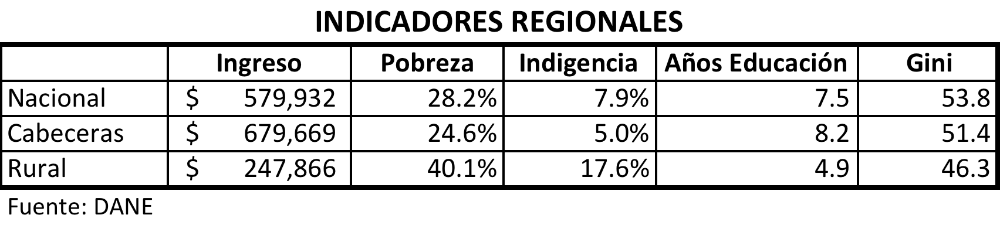 INDICADORES REGIONALES
Ingreso Pobreza Indigencia Años Educación Gini
Nacional $ 579,932 28.2% 7.9% 7.5 53.8
Cabeceras $ 679,669 24.6% 5.0% 8.2 51.4
Rural $ 247,866 40.1% 17.6% 4.9 46.3
Fuente: DANE